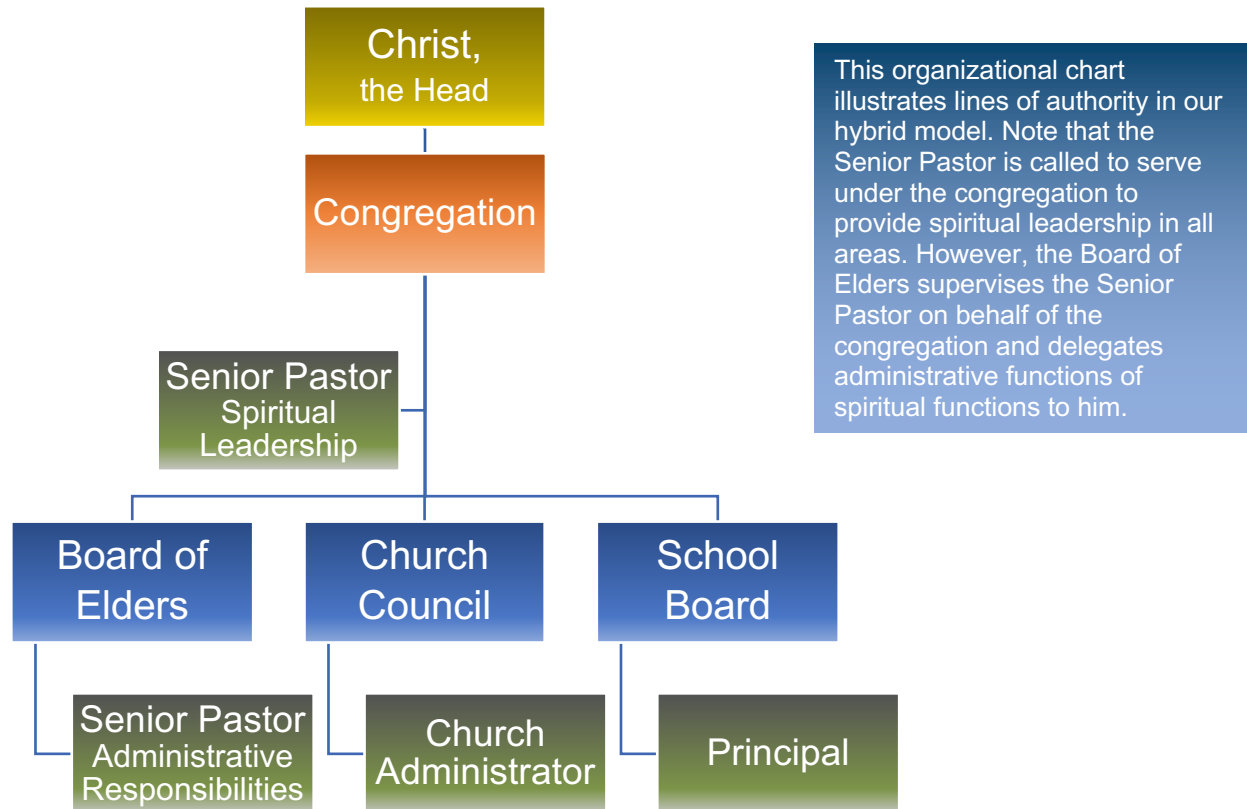 Christ,
the Head
This organizational chart
illustrates lines of authority in our
hybrid model. Note that the
Senior Pastor is called to serve
under the congregation to
provide spiritual leadership in all
areas. However, the Board of
Elders supervises the Senior
Pastor on behalf of the
congregation and delegates
administrative functions of
spiritual functions to him.
Congregation
Senior Pastor
Spiritual
Leadership
Board of
Elders
Church
Council
School
Board
Senior Pastor
Administrative
Responsibilities
Church
Administrator
Principal